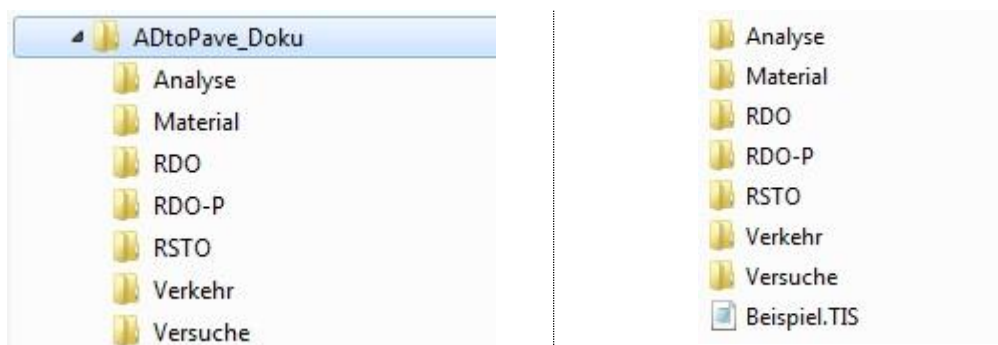 ADtoPave_Doku
Analyse
Material
RDO
RDO-P
RSTO
Verkehr
Versuche
Analyse
Material
RDO
RDO-P
RSTO
Verkehr
Versuche
Beispiel.TIS